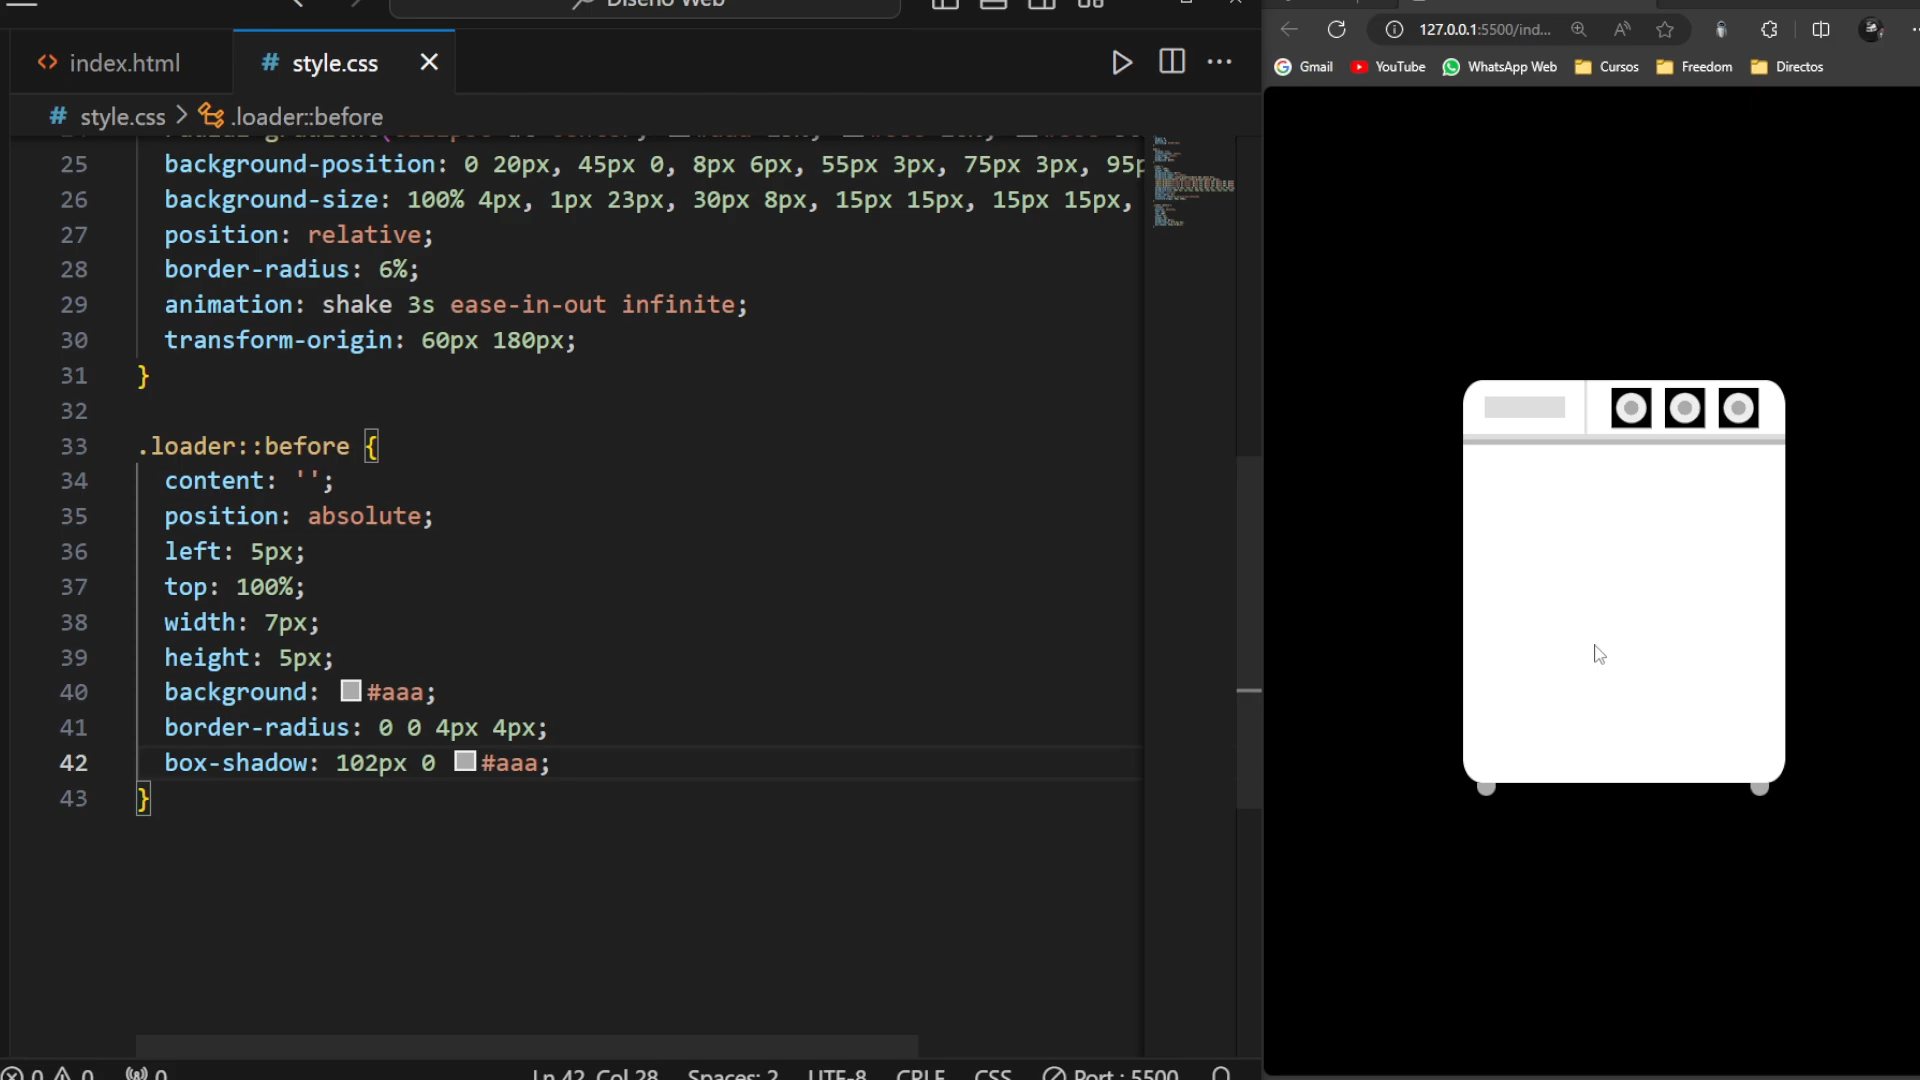 Diseño Web
index.html
# style.css
# style.css > .loader::before
25 background-position: 0 20px, 45px 0, 8px 6px, 55px 3px, 75px 3px, 95p
26 background-size: 100% 4px, 1px 23px, 30px 8px, 15px 15px, 15px 15px,
27 position: relative;
28 border-radius: 6%;
29 animation: shake 3s ease-in-out infinite;
30 transform-origin: 60px 180px;
31 }
32
33 .loader::before {
34 content: '';
35 position: absolute;
36 left: 5px;
37 top: 100%;
38 width: 7px;
39 height: 5px;
40 background: #aaa;
41 border-radius: 0 0 4px 4px;
42 box-shadow: 102px 0 #aaa;
43 }
0 0 0 Ln 42, Col 28 Spaces: 2 UTF-8 CRLF CSS Port : 5500
127.0.0.1:5500/ind...
Gmail YouTube WhatsApp Web Cursos Freedom Directos